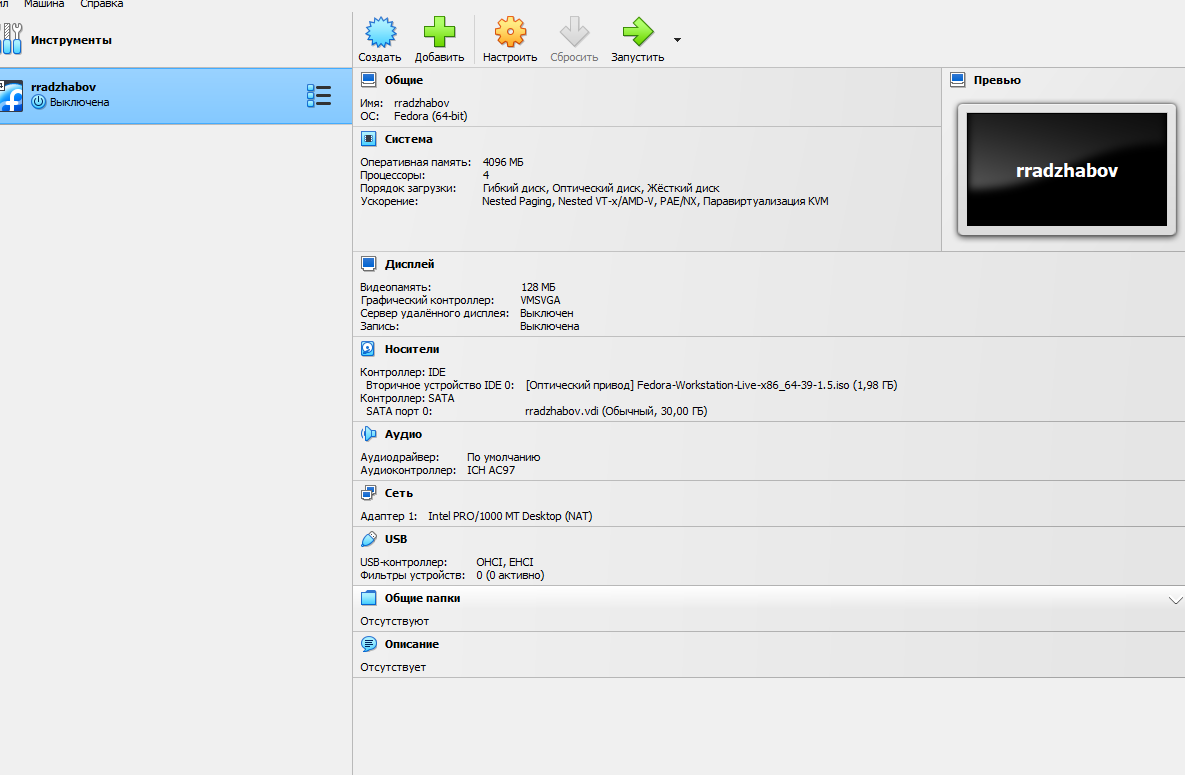 Машина Справка
Инструменты
rradzhabov
Выключена
Создать Добавить Настроить Сбросить Запустить
Общие
Имя: rradzhabov
ОС: Fedora (64-bit)
Превью
rradzhabov
Система
Оперативная память: 4096 МБ
Процессоры: 4
Порядок загрузки: Гибкий диск, Оптический диск, Жёсткий диск
Ускорение: Nested Paging, Nested VT-x/AMD-V, PAE/NX, Паравиртуализация KVM
Дисплей
Видеопамять: 128 МБ
Графический контроллер: VMSVGA
Сервер удалённого дисплея: Выключен
Запись: Выключена
Носители
Контроллер: IDE
Вторичное устройство IDE 0: [Оптический привод] Fedora-Workstation-Live-x86_64-39-1.5.iso (1,98 ГБ)
Контроллер: SATA
SATA порт 0: rradzhabov.vdi (Обычный, 30,00 ГБ)
Аудио
Аудиодрайвер: По умолчанию
Аудиоконтроллер: ICH AC97
Сеть
Адаптер 1: Intel PRO/1000 MT Desktop (NAT)
USB
USB-контроллер: OHCI, EHCI
Фильтры устройств: 0 (0 активно)
Общие папки
Отсутствуют
Описание
Отсутствует